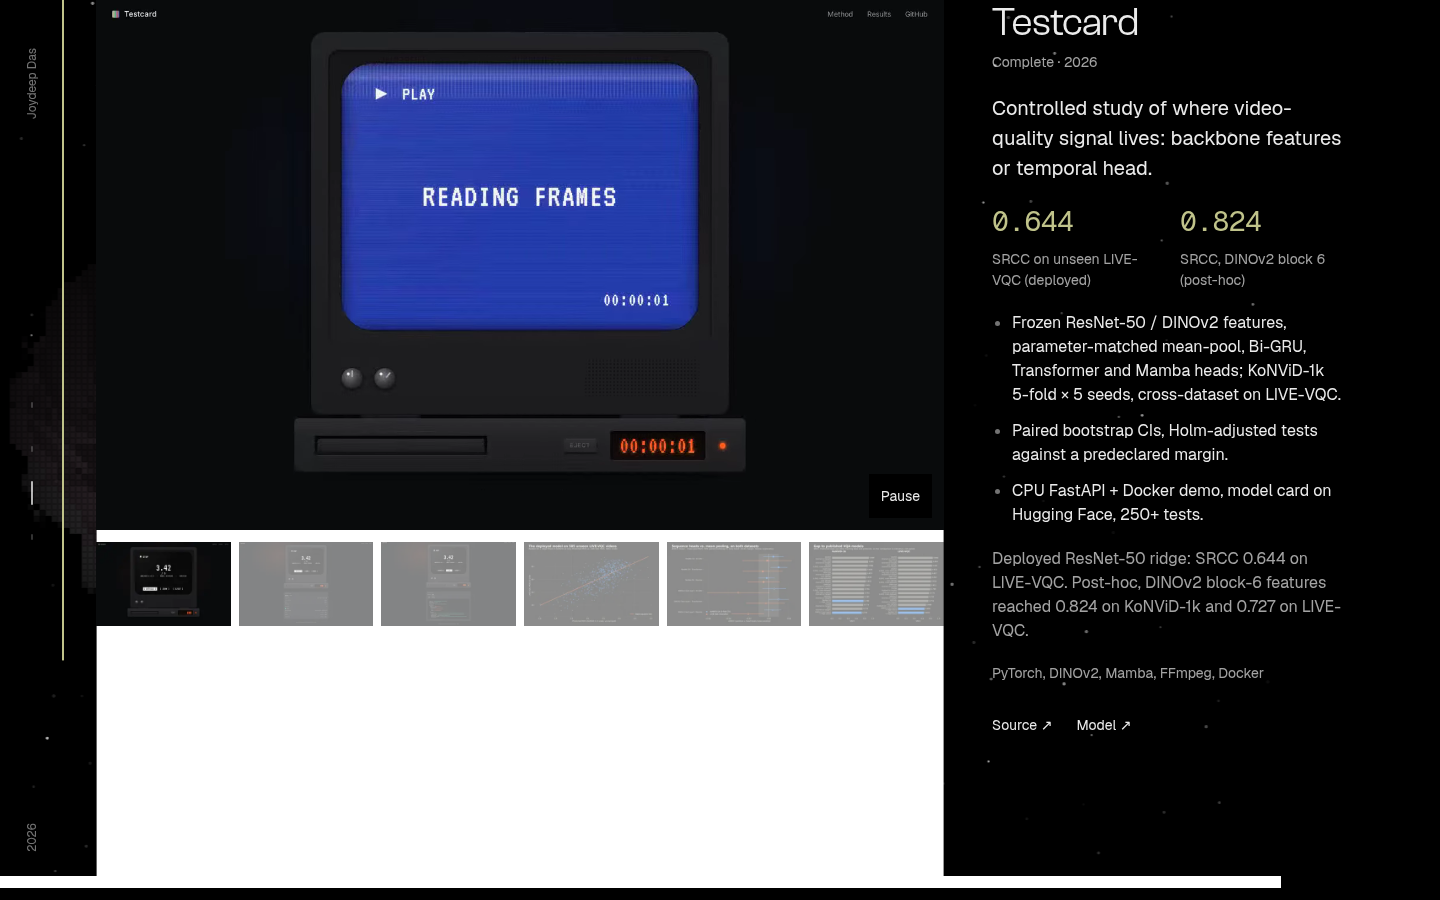 Joydeep Das
2026
Testcard
Method Results GitHub
PLAY
READING FRAMES
00:00:01
EJECT
00:00:01
Pause
3.42
3.42
3.42
Testcard
Complete · 2026
Controlled study of where video-
quality signal lives: backbone features
or temporal head.
0.644
SRCC on unseen LIVE-
VQC (deployed)
0.824
SRCC, DINOv2 block 6
(post-hoc)
Frozen ResNet-50 / DINOv2 features,
parameter-matched mean-pool, Bi-GRU,
Transformer and Mamba heads; KoNViD-1k
5-fold × 5 seeds, cross-dataset on LIVE-VQC.
Paired bootstrap CIs, Holm-adjusted tests
against a predeclared margin.
CPU FastAPI + Docker demo, model card on
Hugging Face, 250+ tests.
Deployed ResNet-50 ridge: SRCC 0.644 on
LIVE-VQC. Post-hoc, DINOv2 block-6 features
reached 0.824 on KoNViD-1k and 0.727 on LIVE-
VQC.
PyTorch, DINOv2, Mamba, FFmpeg, Docker
Source ↗ Model ↗